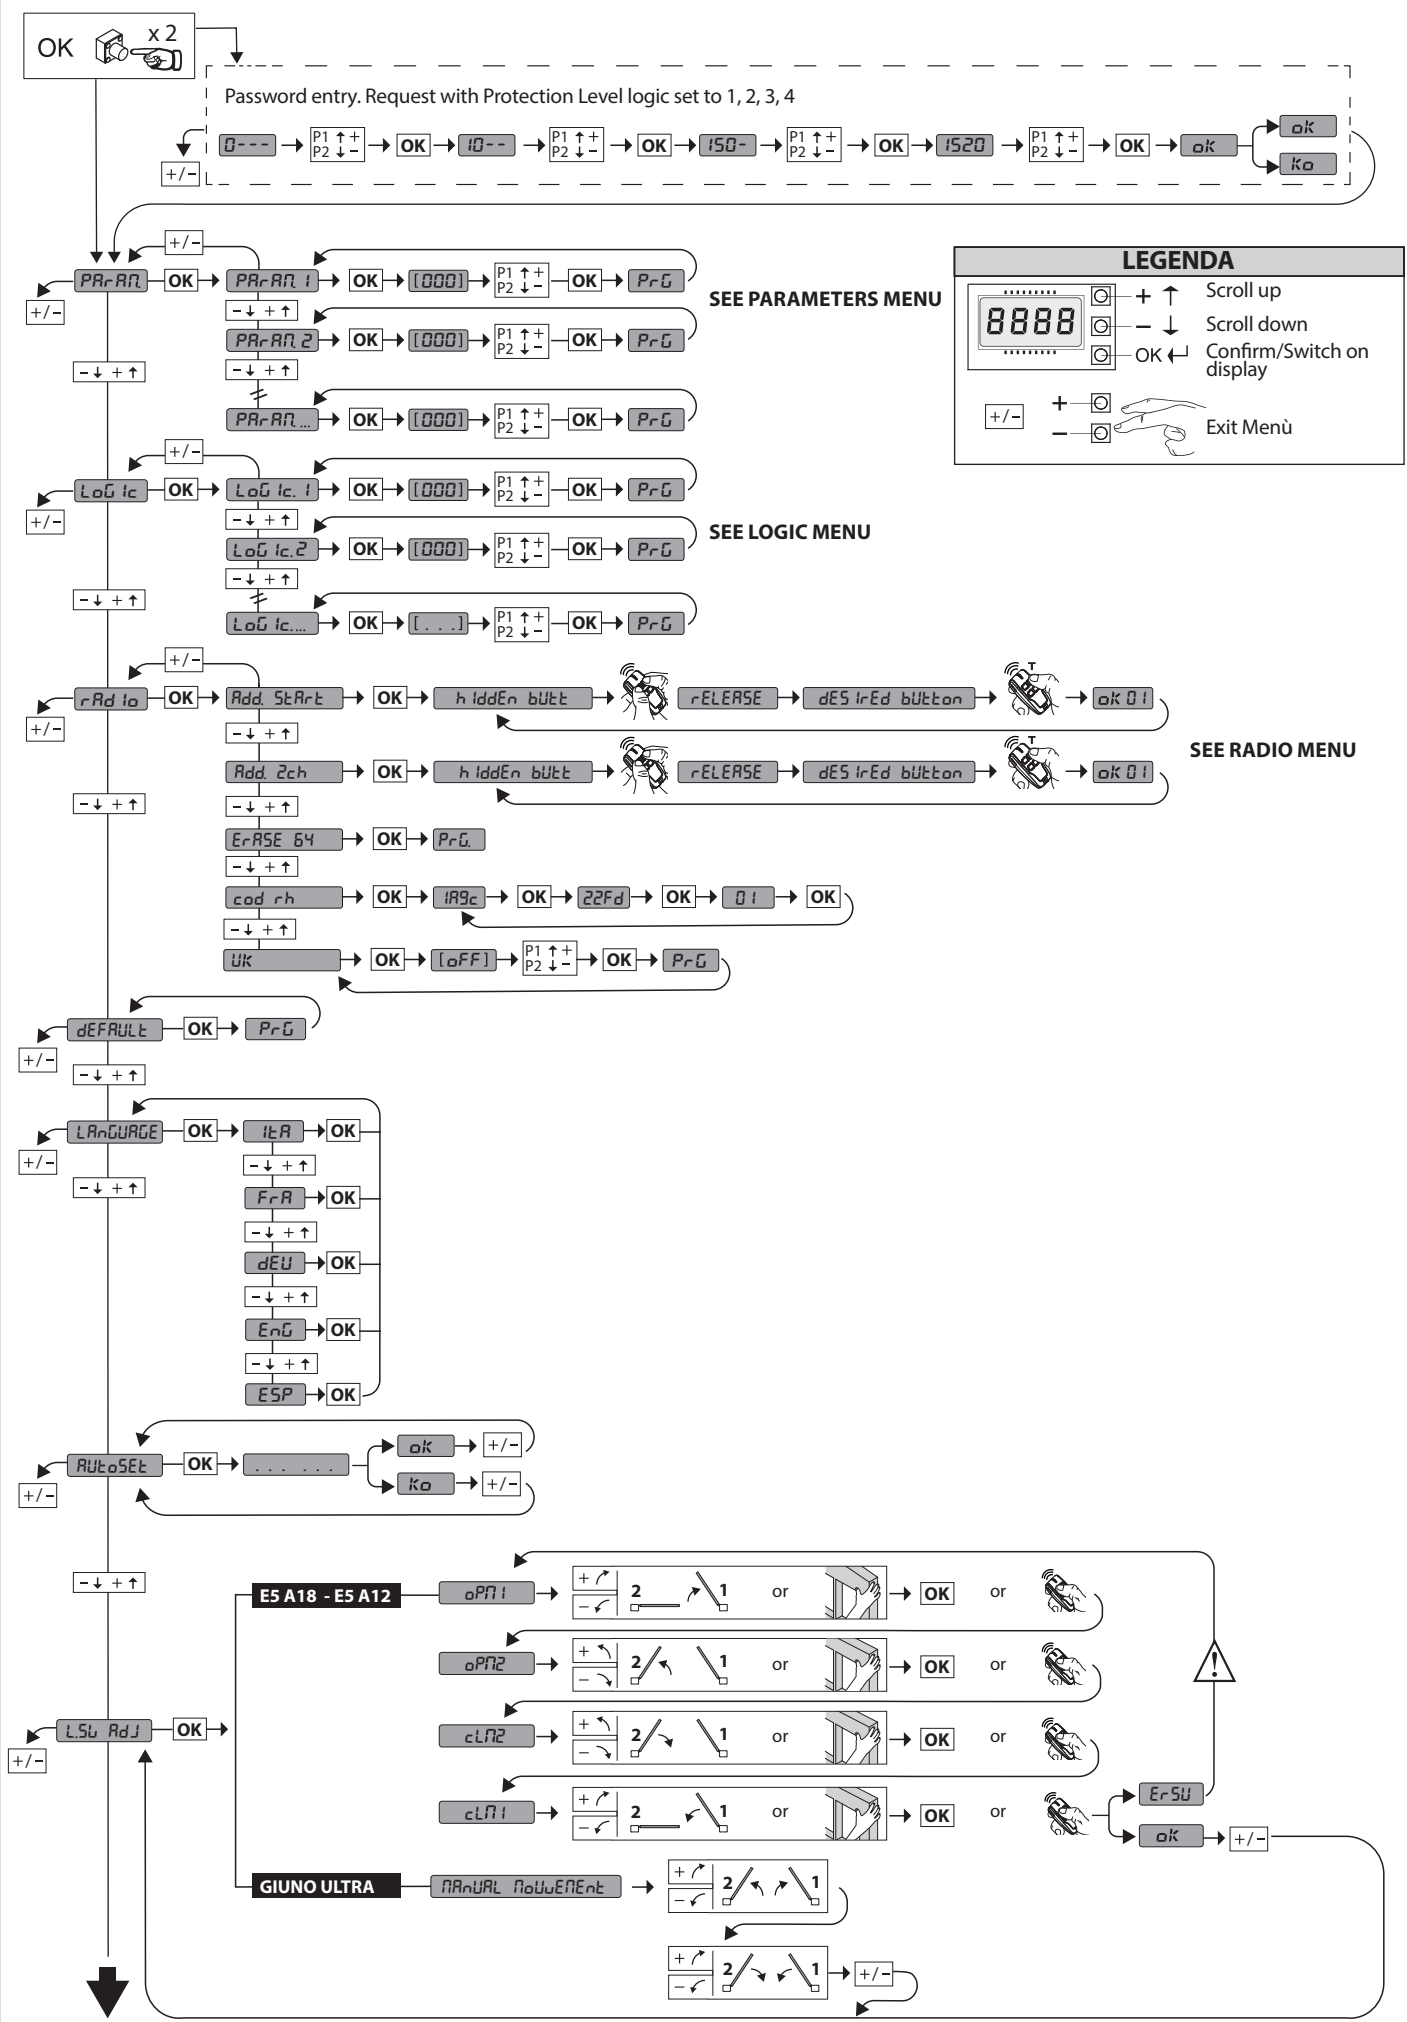 OK x 2
Password entry. Request with Protection Level logic set to 1, 2, 3, 4
+/-
0--- P1 ↑ + P2 ↓ - OK 10-- P1 ↑ + P2 ↓ - OK 150- P1 ↑ + P2 ↓ - OK 1520 P1 ↑ + P2 ↓ - OK oK oK
Ko
+/-
PArAM. OK PArAM. 1 OK [000] P1 ↑ + P2 ↓ - OK PrG
+/-
- ↓ + ↑
SEE PARAMETERS MENU
PArAM. 2 OK [000] P1 ↑ + P2 ↓ - OK PrG
- ↓ + ↑
- ↓ + ↑
PArAM. ... OK [000] P1 ↑ + P2 ↓ - OK PrG
LEGENDA
8888
+ ↑ Scroll up
- ↓ Scroll down
OK ↵ Confirm/Switch on
display
+/-
+
-
Exit Menù
+/-
LoGIc OK LoGIc. 1 OK [000] P1 ↑ + P2 ↓ - OK PrG
+/-
- ↓ + ↑
SEE LOGIC MENU
LoGIc.2 OK [000] P1 ↑ + P2 ↓ - OK PrG
- ↓ + ↑
- ↓ + ↑
LoGIc.... OK [...] P1 ↑ + P2 ↓ - OK PrG
+/-
rAdIo OK Add. StArt OK hIddEn bUtt rELEASE dESIrEd bUtton T oK 01
+/-
- ↓ + ↑
SEE RADIO MENU
Add. 2ch OK hIddEn bUtt rELEASE dESIrEd bUtton T oK 01
- ↓ + ↑
- ↓ + ↑
ErASE 64 OK PrG.
- ↓ + ↑
cod rh OK 1A9c OK 22Fd OK 01 OK
- ↓ + ↑
UK OK [oFF] P1 ↑ + P2 ↓ - OK PrG
dEFAULt OK PrG
+/-
- ↓ + ↑
LAnGUAGE OK ItA OK
+/-
- ↓ + ↑
- ↓ + ↑
FrA OK
- ↓ + ↑
dEU OK
- ↓ + ↑
EnG OK
- ↓ + ↑
ESP OK
AUtoSEt OK ... ... oK +/-
Ko +/-
+/-
- ↓ + ↑
E5 A18 - E5 A12 oPM1 + - 2 1 or OK or
oPM2 + - 2 1 or OK or
L.SW AdJ OK
+/-
cLM2 + - 2 1 or OK or
cLM1 + - 2 1 or OK or ErSW
oK +/-
!
GIUNO ULTRA MAnUAL MoVvEMEnt + - 2 1
+ - 2 1 +/-